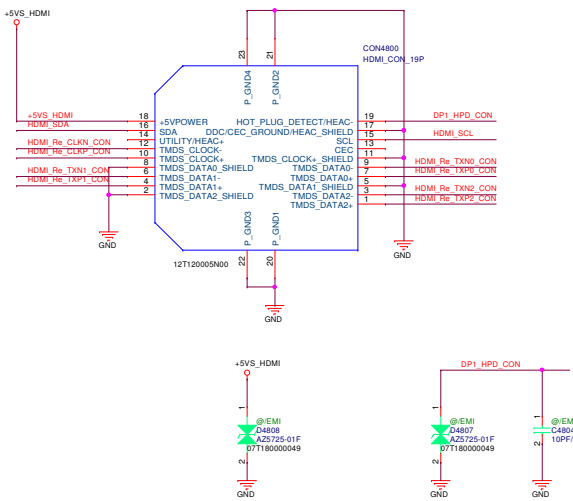 +5VS_HDMI
CON4800
HDMI_CON_19P
23
21
P_GND4
P_GND2
+5VS_HDMI 18 +5VPOWER HOT_PLUG_DETECT/HEAC- 19 DP1_HPD_CON
HDMI_SDA 16 SDA DDC/CEC_GROUND/HEAC_SHIELD 17
14 UTILITY/HEAC+ SCL 15 HDMI_SCL
HDMI_Re_CLKN_CON 12 TMDS_CLOCK- CEC 13
HDMI_Re_CLKP_CON 10 TMDS_CLOCK+ TMDS_CLOCK+_SHIELD 11
8 TMDS_DATA0_SHIELD TMDS_DATA0- 9 HDMI_Re_TXN0_CON
HDMI_Re_TXN1_CON 6 TMDS_DATA1- TMDS_DATA0+ 7 HDMI_Re_TXP0_CON
HDMI_Re_TXP1_CON 4 TMDS_DATA1+ TMDS_DATA1_SHIELD 5
2 TMDS_DATA2_SHIELD TMDS_DATA2- 3 HDMI_Re_TXN2_CON
TMDS_DATA2+ 1 HDMI_Re_TXP2_CON
P_GND3
P_GND1
GND
GND
12T120005N00
22
20
GND
+5VS_HDMI
DP1_HPD_CON
1
@/EMI
D4808
AZ5725-01F
07T180000049
2
GND
1
@/EMI
D4807
AZ5725-01F
07T180000049
2
GND
1
@/EMI
C4804
10PF/
2
GND